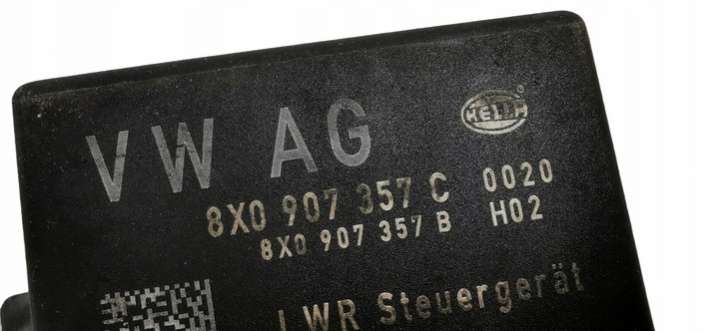 HELLA ®
VW AG
8X0 907 357 C 0020
8X0 907 357 B H02
LWR Steuergerät